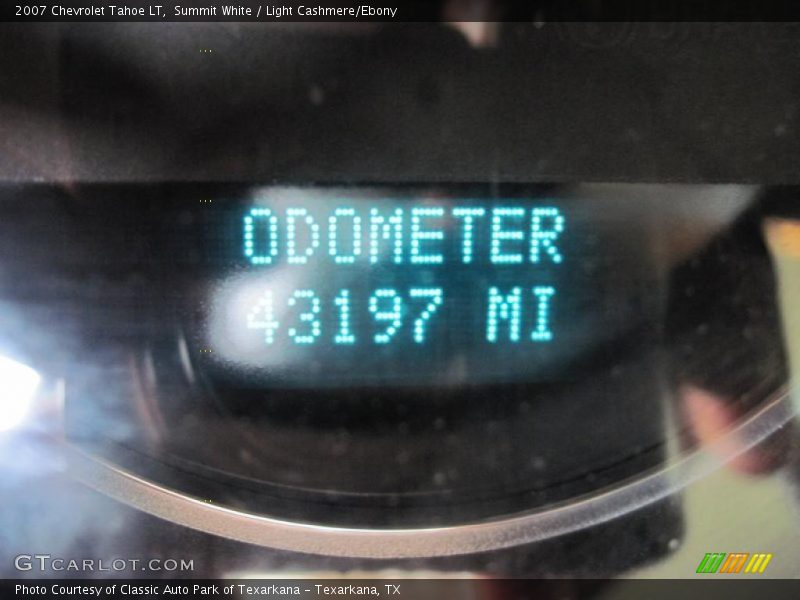 2007 Chevrolet Tahoe LT,  Summit White / Light Cashmere/Ebony
ODOMETER
43197 MI
GTCARLOT.COM
Photo Courtesy of Classic Auto Park of Texarkana - Texarkana, TX